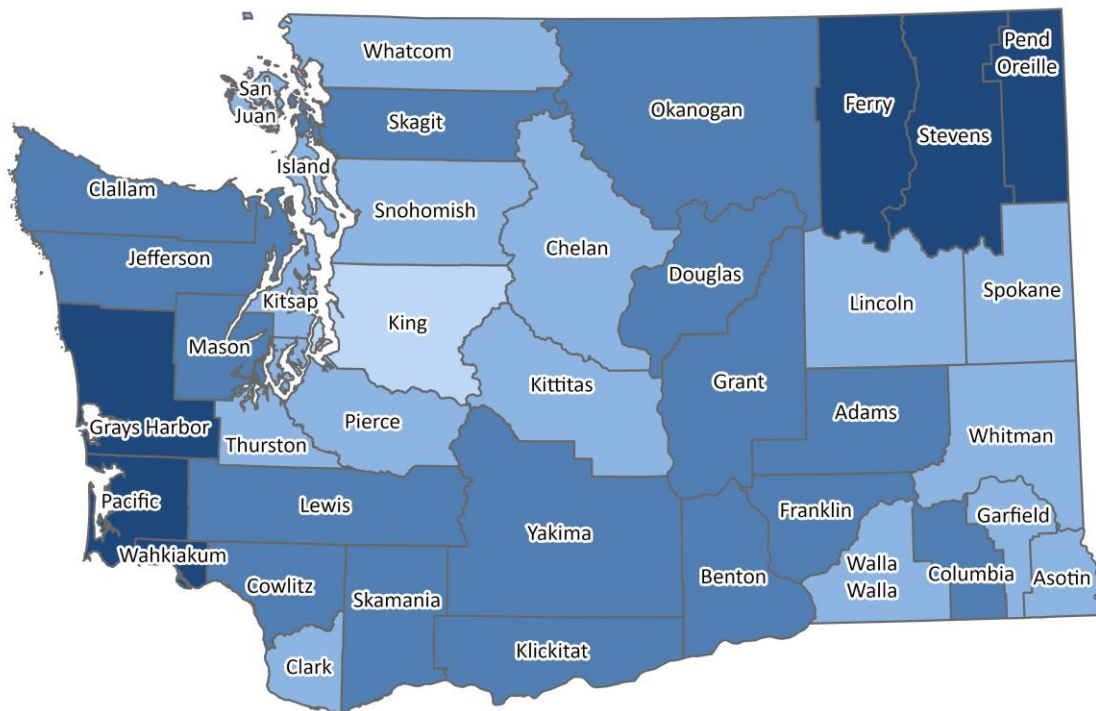 Whatcom
San
Juan
Skagit
Okanogan
Ferry
Stevens
Pend
Oreille
Island
Clallam
Snohomish
Jefferson
Chelan
Douglas
Kitsap
King
Lincoln
Spokane
Mason
Kittitas
Grant
Adams
Grays Harbor
Thurston
Pierce
Whitman
Pacific
Lewis
Yakima
Franklin
Garfield
Wahkiakum
Cowlitz
Skamania
Benton
Walla
Walla
Columbia
Asotin
Clark
Klickitat